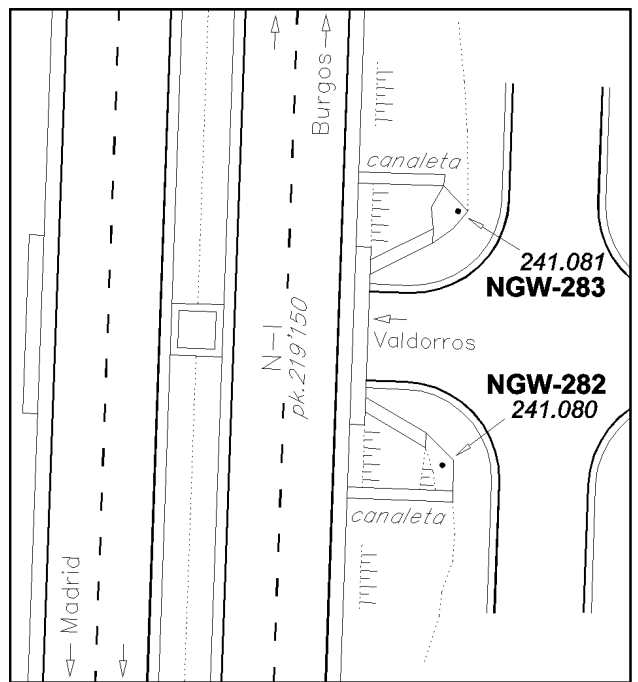 Burgos
canaleta
241.081
NGW-283
N-I
pk.219'150
Valdorros
NGW-282
241.080
canaleta
Madrid